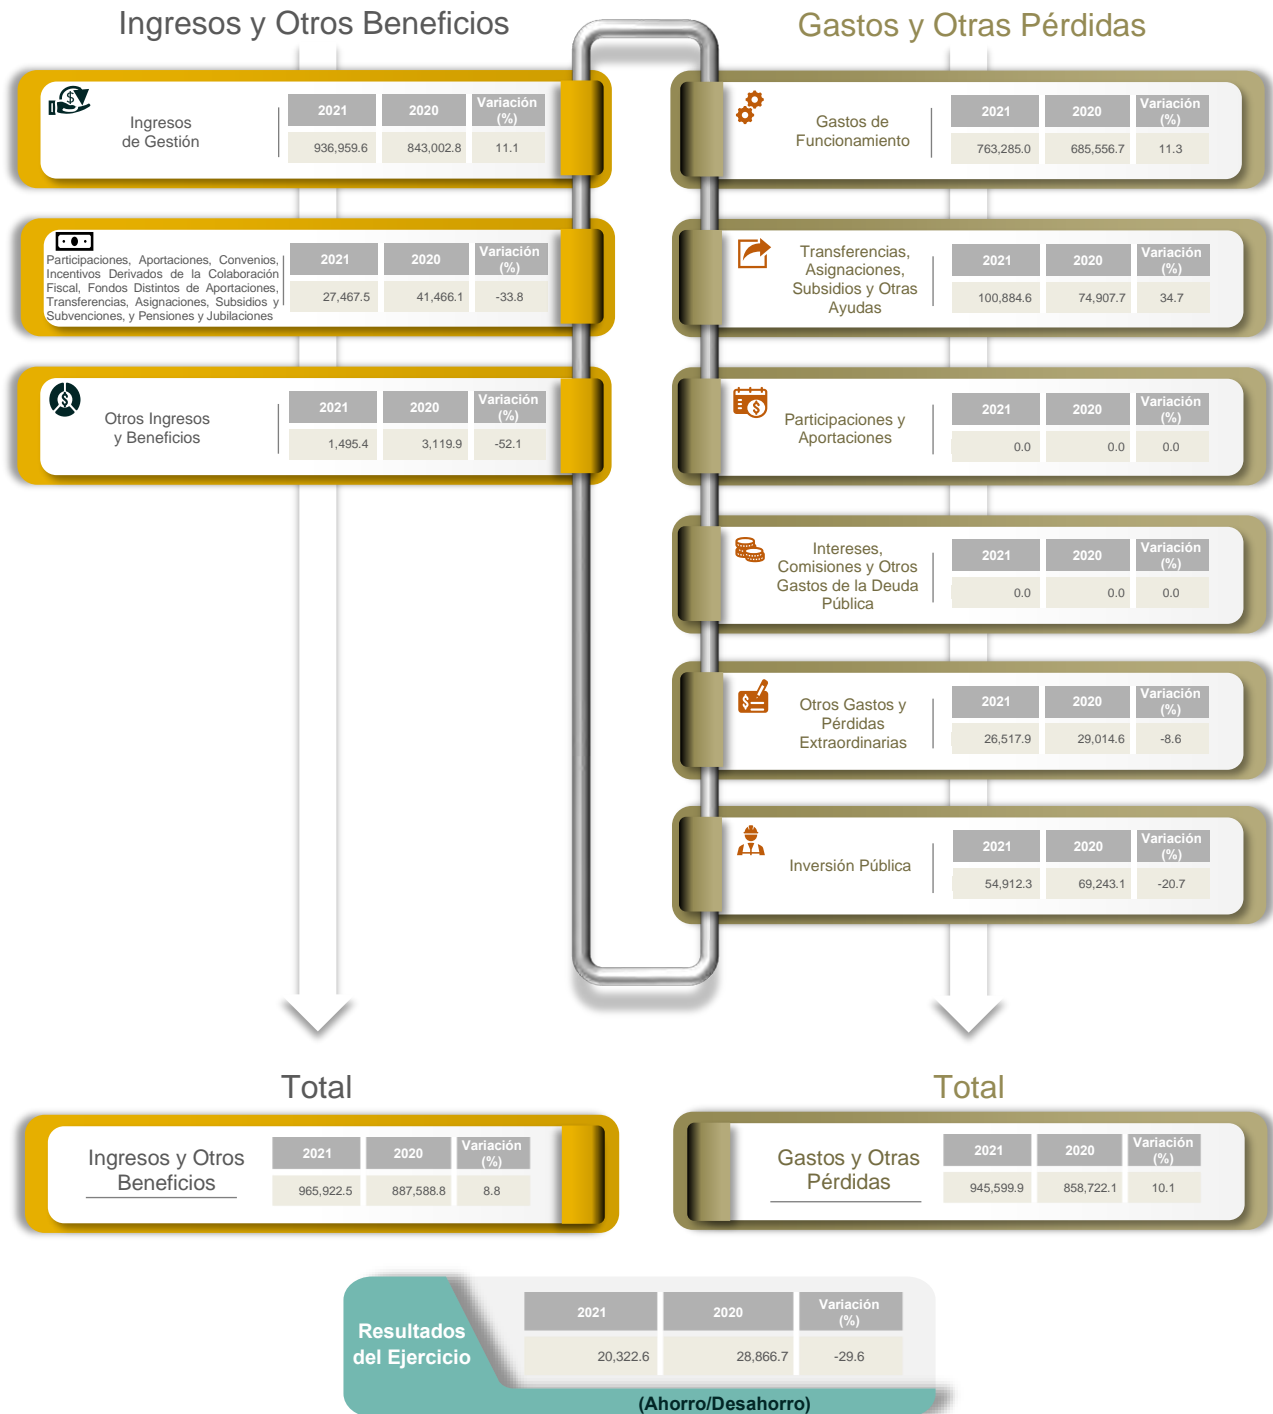 Ingresos y Otros Beneficios
Ingresos
de Gestión
2021 2020 Variación (%)
936,959.6 843,002.8 11.1
Participaciones, Aportaciones, Convenios,
Incentivos Derivados de la Colaboración
Fiscal, Fondos Distintos de Aportaciones,
Transferencias, Asignaciones, Subsidios y
Subvenciones, y Pensiones y Jubilaciones
2021 2020 Variación (%)
27,467.5 41,466.1 -33.8
Otros Ingresos
y Beneficios
2021 2020 Variación (%)
1,495.4 3,119.9 -52.1
Gastos y Otras Pérdidas
Gastos de
Funcionamiento
2021 2020 Variación (%)
763,285.0 685,556.7 11.3
Transferencias,
Asignaciones,
Subsidios y Otras
Ayudas
2021 2020 Variación (%)
100,884.6 74,907.7 34.7
Participaciones y
Aportaciones
2021 2020 Variación (%)
0.0 0.0 0.0
Intereses,
Comisiones y Otros
Gastos de la Deuda
Pública
2021 2020 Variación (%)
0.0 0.0 0.0
Otros Gastos y
Pérdidas
Extraordinarias
2021 2020 Variación (%)
26,517.9 29,014.6 -8.6
Inversión Pública
2021 2020 Variación (%)
54,912.3 69,243.1 -20.7
Total
Ingresos y Otros
Beneficios
2021 2020 Variación (%)
965,922.5 887,588.8 8.8
Total
Gastos y Otras
Pérdidas
2021 2020 Variación (%)
945,599.9 858,722.1 10.1
Resultados
del Ejercicio
2021 2020 Variación (%)
20,322.6 28,866.7 -29.6
(Ahorro/Desahorro)